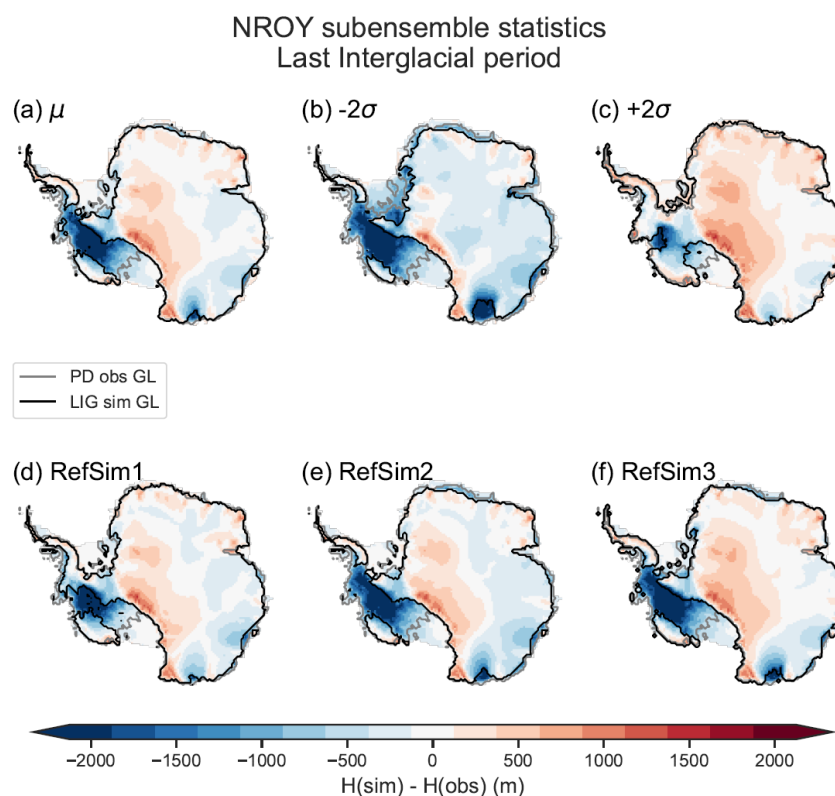 NROY subensemble statistics
Last Interglacial period
(a) μ
(b) -2σ
(c) +2σ
PD obs GL
LIG sim GL
(d) RefSim1
(e) RefSim2
(f) RefSim3
−2000 −1500 −1000 −500 0 500 1000 1500 2000
H(sim) - H(obs) (m)